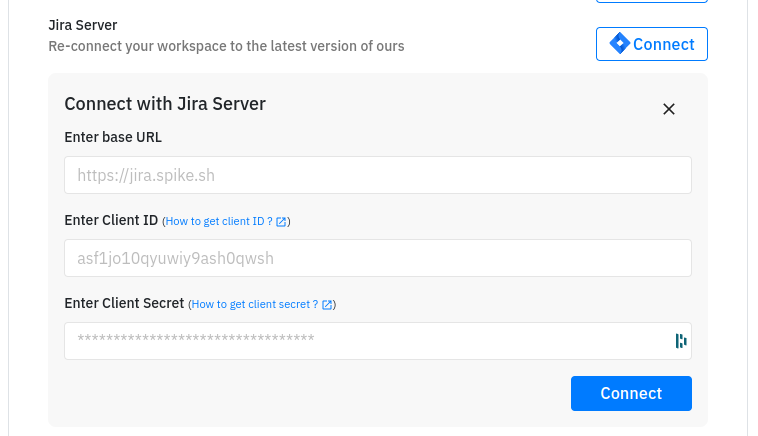 Jira Server
Re-connect your workspace to the latest version of ours
Connect
Connect with Jira Server
Enter base URL
https://jira.spike.sh
Enter Client ID (How to get client ID ?)
asf1jo10qyuwiy9ash0qwsh
Enter Client Secret (How to get client secret ?)
*********************************
Connect